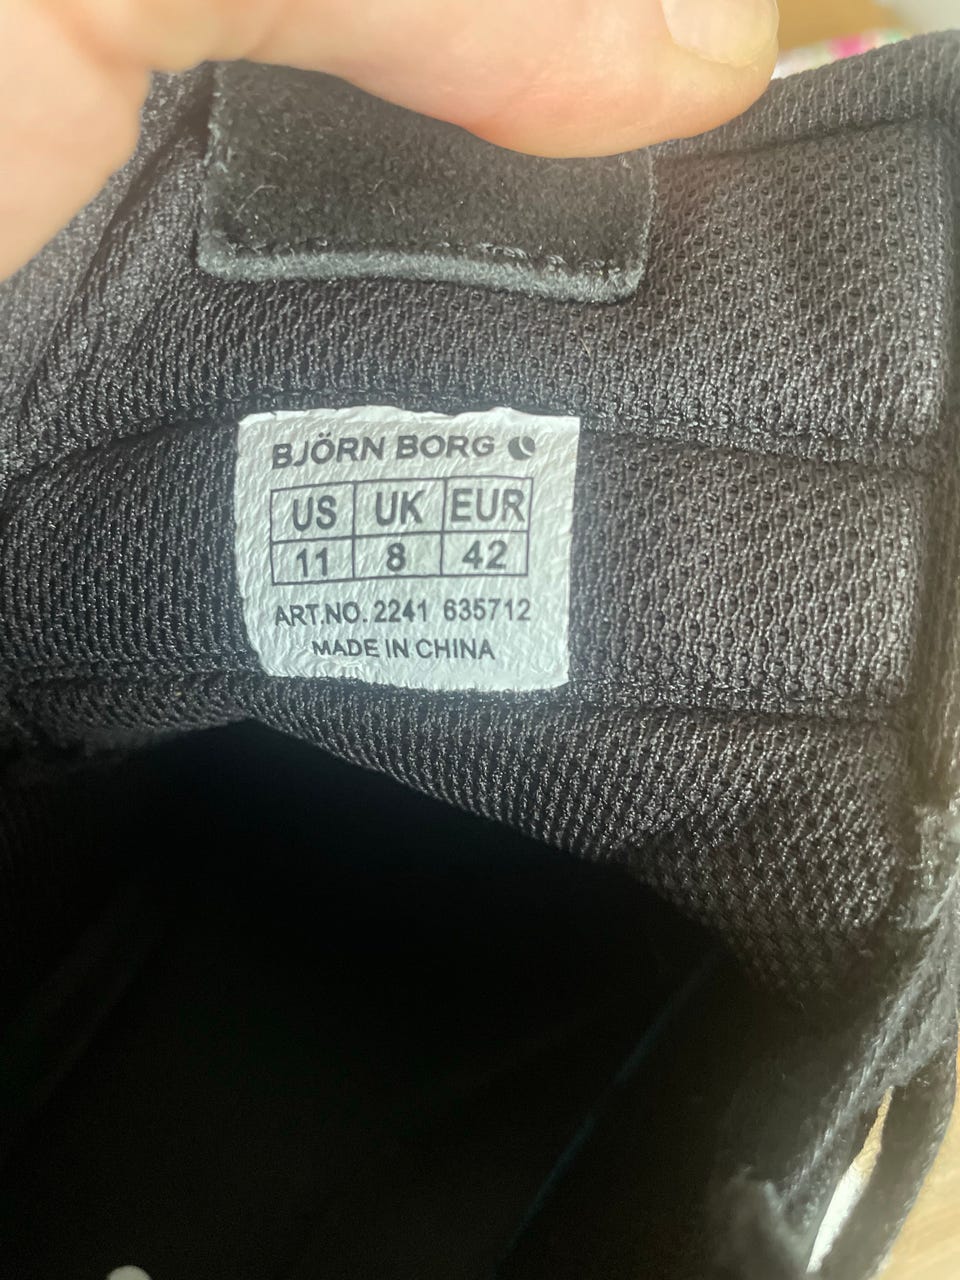 BJÖRN BORG
US UK EUR
11 8 42
ART.NO. 2241 635712
MADE IN CHINA